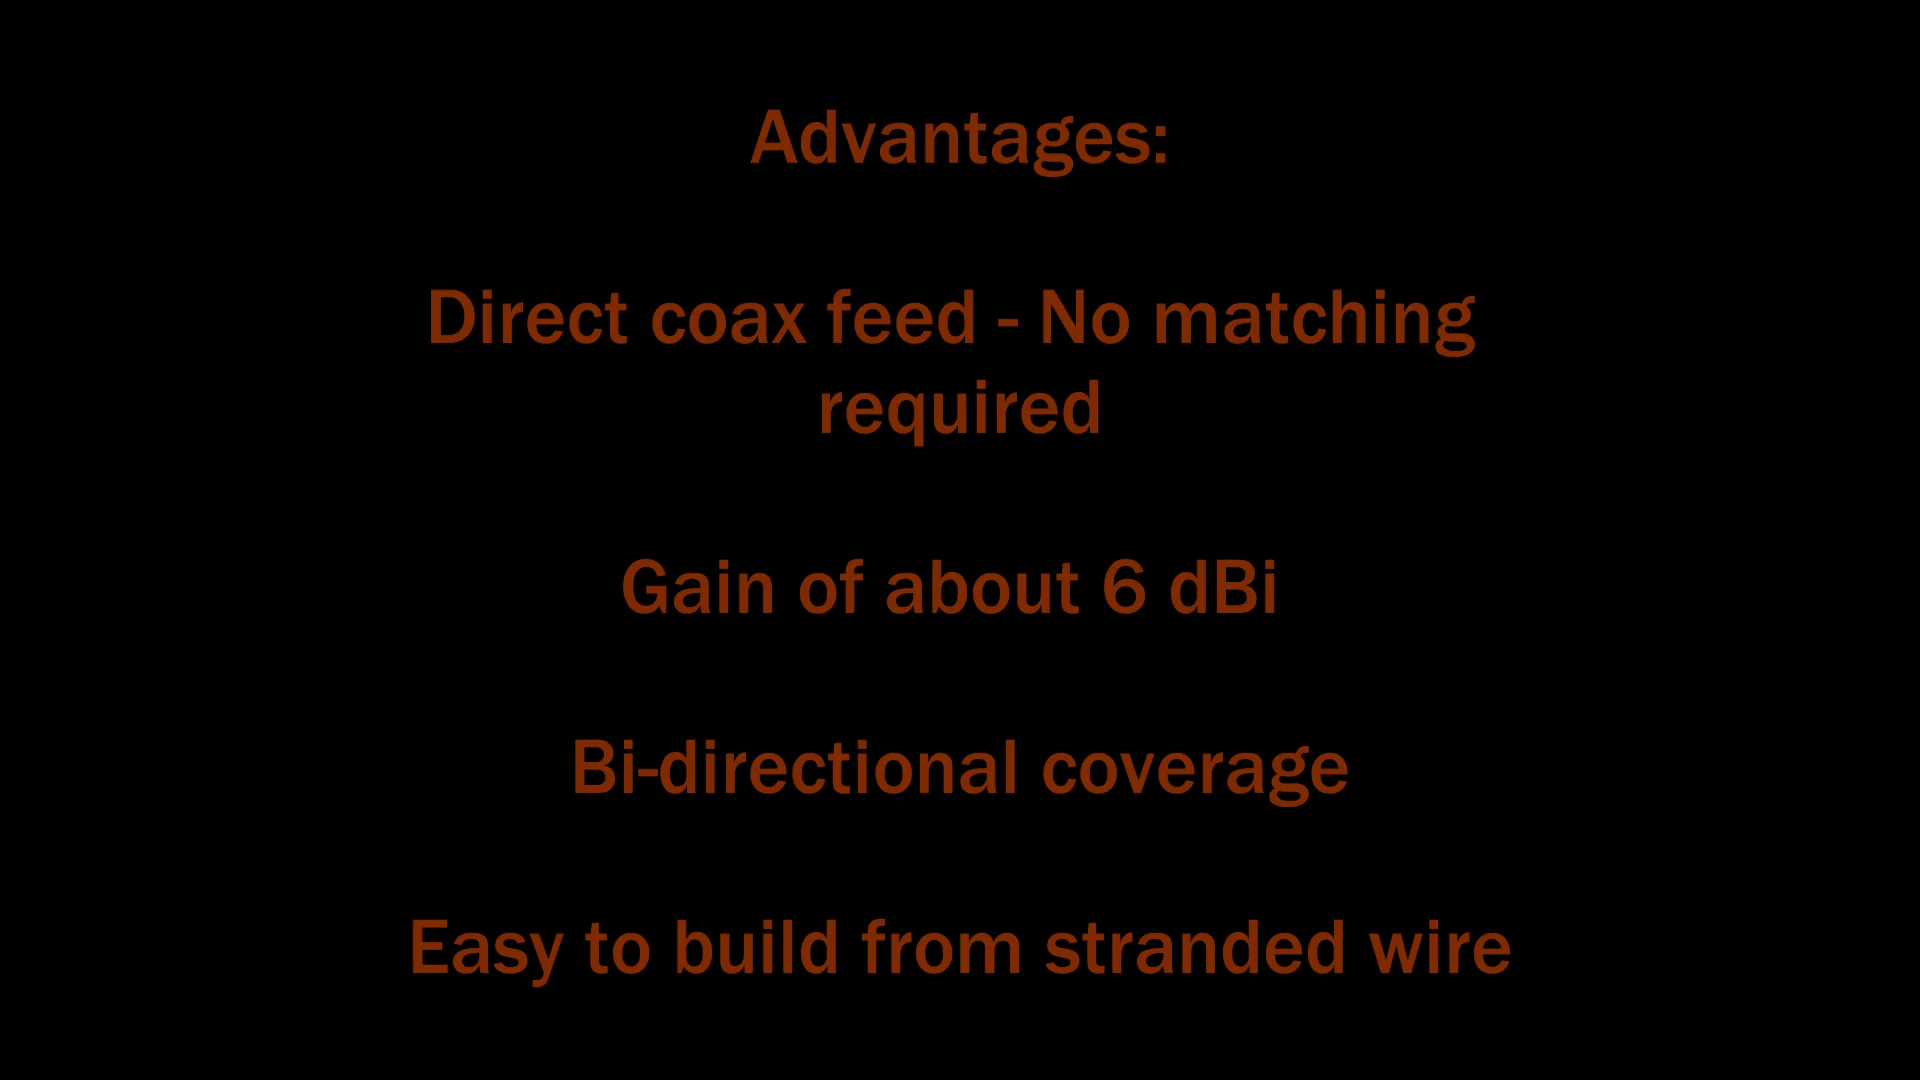 Advantages:
Direct coax feed - No matching
required
Gain of about 6 dBi
Bi-directional coverage
Easy to build from stranded wire